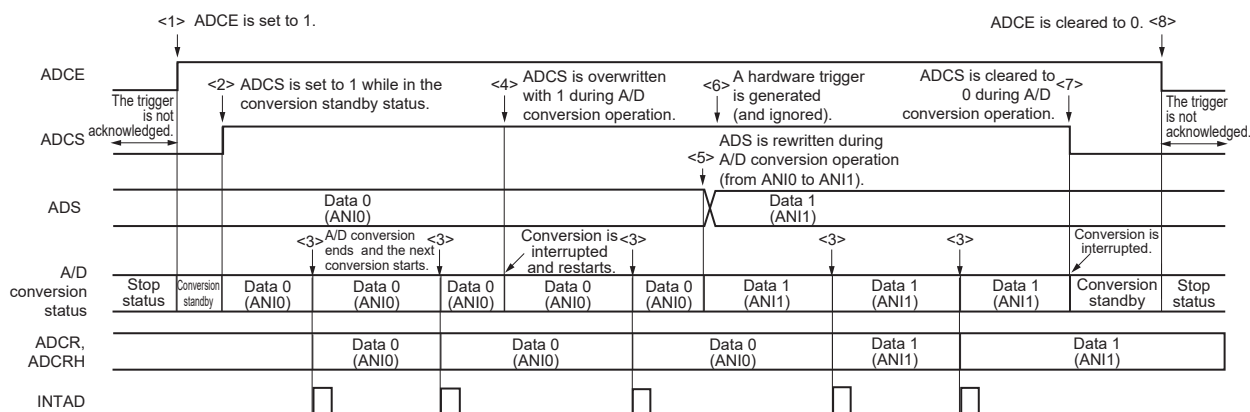 <1> ADCE is set to 1.
ADCE is cleared to 0. <8>
ADCE
The trigger
is not
acknowledged.
<2> ADCS is set to 1 while in the
conversion standby status.
<4> ADCS is overwritten
with 1 during A/D
conversion operation.
<6> A hardware trigger
is generated
(and ignored).
ADCS is cleared to <7>
0 during A/D
conversion operation.
The trigger
is not
acknowledged.
ADCS
<5> ADS is rewritten during
A/D conversion operation
(from ANI0 to ANI1).
ADS
Data 0
(ANI0)
Data 1
(ANI1)
<3> A/D conversion
ends and the next
conversion starts.
<3>
Conversion is
interrupted
and restarts.
<3>
<3>
<3>
Conversion is
interrupted.
A/D
conversion
status
Stop
status
Conversion
standby
Data 0
(ANI0)
Data 0
(ANI0)
Data 0
(ANI0)
Data 0
(ANI0)
Data 0
(ANI0)
Data 1
(ANI1)
Data 1
(ANI1)
Data 1
(ANI1)
Conversion
standby
Stop
status
ADCR,
ADCRH
Data 0
(ANI0)
Data 0
(ANI0)
Data 0
(ANI0)
Data 1
(ANI1)
Data 1
(ANI1)
INTAD